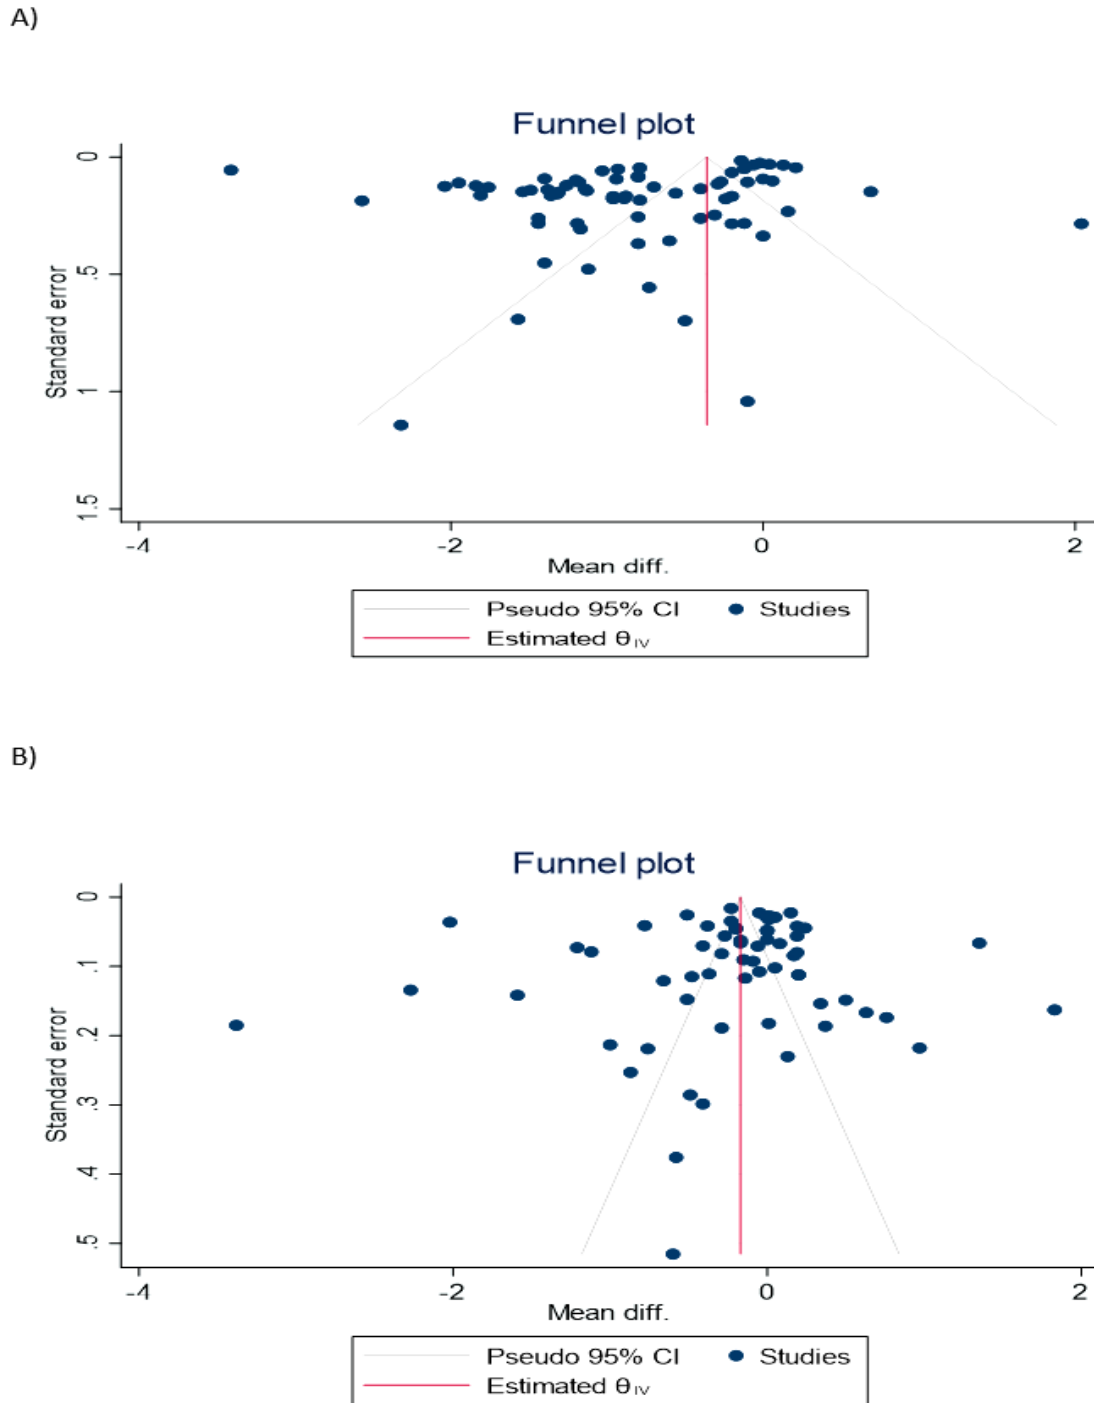 A)
Funnel plot
Standard error
0
.5
1
1.5
-4 -2 0 2
Mean diff.
Pseudo 95% CI Studies
Estimated θIV
B)
Funnel plot
Standard error
0
.1
.2
.3
.4
.5
-4 -2 0 2
Mean diff.
Pseudo 95% CI Studies
Estimated θIV